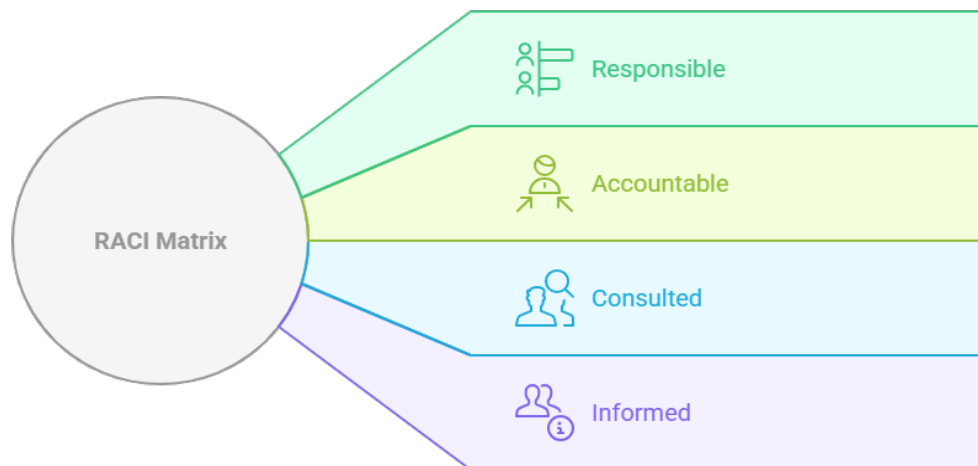 RACI Matrix
Responsible
Accountable
Consulted
Informed